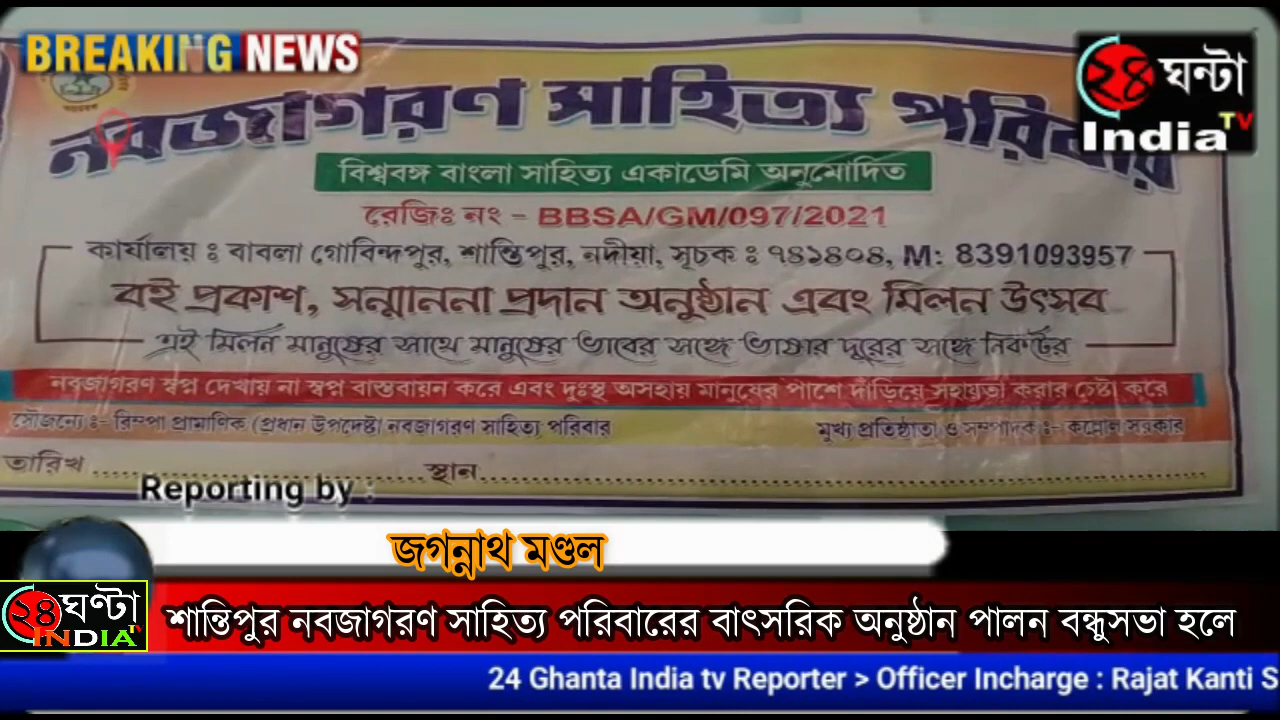 BREAKING NEWS
২৪ ঘন্টা
India TV
নবজাগরণ সাহিত্য পরিবার
বিশ্ববঙ্গ বাংলা সাহিত্য একাডেমি অনুমোদিত
রেজিঃ নং - BBSA/GM/097/2021
কার্যালয় : বাবলা গোবিন্দপুর, শান্তিপুর, নদীয়া, সূচক : ৭৪১৪০৪, M: 8391093957
বই প্রকাশ, সন্মাননা প্রদান অনুষ্ঠান এবং মিলন উৎসব
এই মিলন মানুষের সাথে মানুষের ভাবের সঙ্গে ভাষার দূরের সঙ্গে নিকটের
নবজাগরণ স্বপ্ন দেখায় না স্বপ্ন বাস্তবায়ন করে এবং দুঃস্থ অসহায় মানুষের পাশে দাঁড়িয়ে সহায়তা করার চেষ্টা করে
সৌজন্যে :- রিম্পা প্রামাণিক (প্রধান উপদেষ্টা নবজাগরণ সাহিত্য পরিবার মুখ্য প্রতিষ্ঠাতা ও সম্পাদক :- কল্লোল সরকার
তারিখ ........................ স্থান ........................
Reporting by :
জগন্নাথ মণ্ডল
২৪ ঘণ্টা
INDIA TV
শান্তিপুর নবজাগরণ সাহিত্য পরিবারের বাৎসরিক অনুষ্ঠান পালন বন্ধুসভা হলে
24 Ghanta India tv Reporter > Officer Incharge : Rajat Kanti S